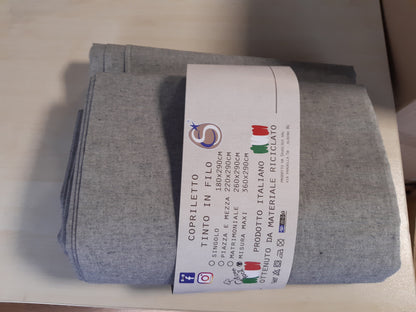 COPRILETTO
TINTO IN FILO
SINGOLO 180X290CM
PIAZZA E MEZZA 220X290CM
MATRIMONIALE 260X290CM
MISURA MAXI 360X290CM
PRODOTTO ITALIANO
OTTENUTO DA MATERIALE RICICLATO